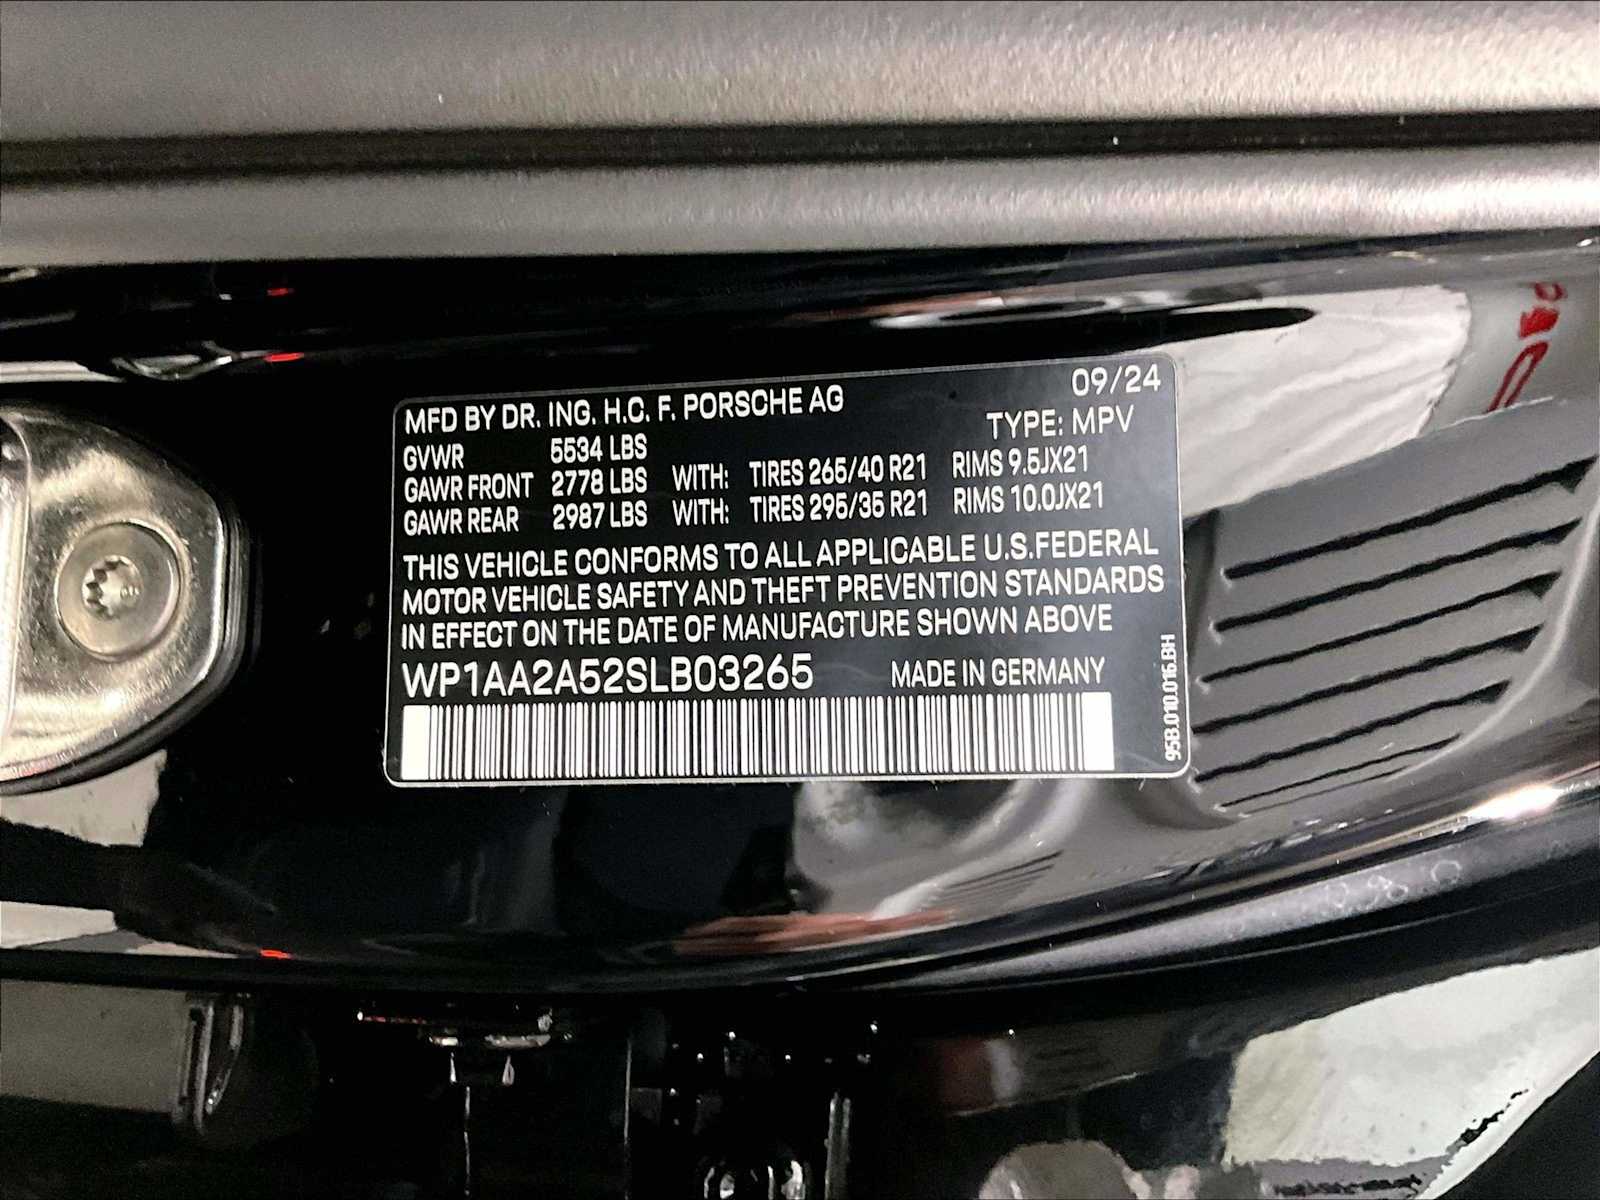 MFD BY DR. ING. H.C. F. PORSCHE AG 09/24
TYPE: MPV
GVWR 5534 LBS
GAWR FRONT 2778 LBS WITH: TIRES 265/40 R21 RIMS 9.5JX21
GAWR REAR 2987 LBS WITH: TIRES 295/35 R21 RIMS 10.0JX21
THIS VEHICLE CONFORMS TO ALL APPLICABLE U.S.FEDERAL
MOTOR VEHICLE SAFETY AND THEFT PREVENTION STANDARDS
IN EFFECT ON THE DATE OF MANUFACTURE SHOWN ABOVE
WP1AA2A52SLB03265 MADE IN GERMANY
95B.010.016.BH